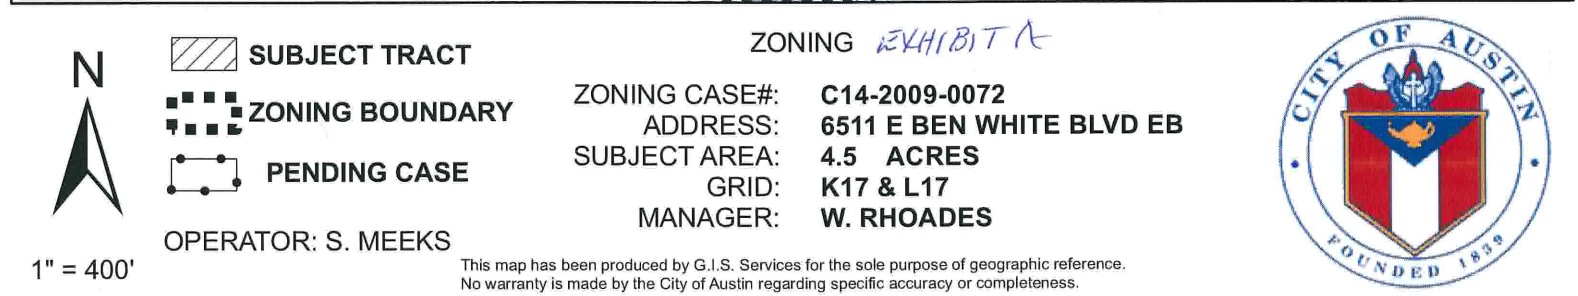 N
1" = 400'
SUBJECT TRACT
ZONING BOUNDARY
PENDING CASE
OPERATOR: S. MEEKS
ZONING EXHIBIT A
ZONING CASE#: C14-2009-0072
ADDRESS: 6511 E BEN WHITE BLVD EB
SUBJECT AREA: 4.5 ACRES
GRID: K17 & L17
MANAGER: W. RHOADES
This map has been produced by G.I.S. Services for the sole purpose of geographic reference.
No warranty is made by the City of Austin regarding specific accuracy or completeness.
CITY OF AUSTIN
FOUNDED 1839